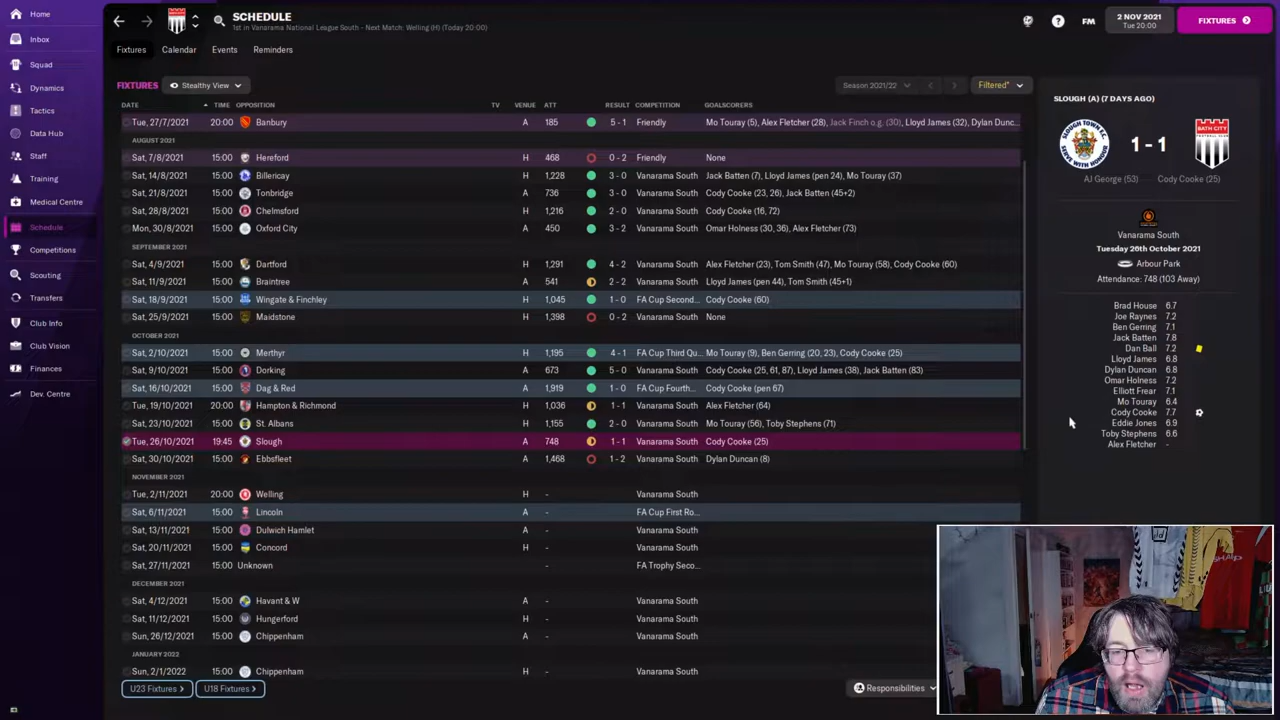 Home
Inbox
Squad
Dynamics
Tactics
Data Hub
Staff
Training
Medical Centre
Schedule
Competitions
Scouting
Transfers
Club Info
Club Vision
Finances
Dev. Centre
SCHEDULE
1st in Vanarama National League South - Next Match: Welling (H) (Today 20:00)
FM
2 NOV 2021
Tue 20:00
FIXTURES
Fixtures Calendar Events Reminders
FIXTURES Stealthy View Season 2021/22 Filtered*
DATE TIME OPPOSITION TV VENUE ATT RESULT COMPETITION GOALSCORERS
Tue, 27/7/2021 20:00 Banbury A 185 5 - 1 Friendly Mo Touray (5), Alex Fletcher (28), Jack Finch o.g. (30), Lloyd James (32), Dylan Dunc...
AUGUST 2021
Sat, 7/8/2021 15:00 Hereford H 468 0 - 2 Friendly None
Sat, 14/8/2021 15:00 Billericay H 1,228 3 - 0 Vanarama South Jack Batten (7), Lloyd James (pen 24), Mo Touray (37)
Sat, 21/8/2021 15:00 Tonbridge A 736 3 - 0 Vanarama South Cody Cooke (23, 26), Jack Batten (45+2)
Sat, 28/8/2021 15:00 Chelmsford H 1,216 2 - 0 Vanarama South Cody Cooke (16, 72)
Mon, 30/8/2021 15:00 Oxford City A 450 3 - 2 Vanarama South Omar Holness (30, 36), Alex Fletcher (73)
SEPTEMBER 2021
Sat, 4/9/2021 15:00 Dartford H 1,291 4 - 2 Vanarama South Alex Fletcher (23), Tom Smith (47), Mo Touray (58), Cody Cooke (60)
Sat, 11/9/2021 15:00 Braintree A 541 2 - 2 Vanarama South Lloyd James (pen 44), Tom Smith (45+1)
Sat, 18/9/2021 15:00 Wingate & Finchley H 1,045 1 - 0 FA Cup Second... Cody Cooke (60)
Sat, 25/9/2021 15:00 Maidstone H 1,398 0 - 2 Vanarama South None
OCTOBER 2021
Sat, 2/10/2021 15:00 Merthyr H 1,195 4 - 1 FA Cup Third Qu... Mo Touray (9), Ben Gerring (20, 23), Cody Cooke (25)
Sat, 9/10/2021 15:00 Dorking A 673 5 - 0 Vanarama South Cody Cooke (25, 61, 87), Lloyd James (38), Jack Batten (83)
Sat, 16/10/2021 15:00 Dag & Red H 1,919 1 - 0 FA Cup Fourth... Cody Cooke (pen 67)
Tue, 19/10/2021 20:00 Hampton & Richmond H 1,036 1 - 1 Vanarama South Alex Fletcher (64)
Sat, 23/10/2021 15:00 St. Albans H 1,155 2 - 0 Vanarama South Mo Touray (56), Toby Stephens (71)
Tue, 26/10/2021 19:45 Slough A 748 1 - 1 Vanarama South Cody Cooke (25)
Sat, 30/10/2021 15:00 Ebbsfleet A 1,468 1 - 2 Vanarama South Dylan Duncan (8)
NOVEMBER 2021
Tue, 2/11/2021 20:00 Welling H - Vanarama South
Sat, 6/11/2021 15:00 Lincoln A - FA Cup First Ro...
Sat, 13/11/2021 15:00 Dulwich Hamlet A - Vanarama South
Sat, 20/11/2021 15:00 Concord H - Vanarama South
Sat, 27/11/2021 15:00 Unknown - FA Trophy Seco...
DECEMBER 2021
Sat, 4/12/2021 15:00 Havant & W A - Vanarama South
Sat, 11/12/2021 15:00 Hungerford H - Vanarama South
Sun, 26/12/2021 15:00 Chippenham A - Vanarama South
JANUARY 2022
Sun, 2/1/2022 15:00 Chippenham H - Vanarama South
U23 Fixtures > U18 Fixtures > Responsibilities
SLOUGH (A) (7 DAYS AGO)
1 - 1
AJ George (53) Cody Cooke (25)
Vanarama South
Tuesday 26th October 2021
Arbour Park
Attendance: 748 (103 Away)
Brad House 6.7
Joe Raynes 7.2
Ben Gerring 7.1
Jack Batten 7.8
Dan Ball 7.2
Lloyd James 6.8
Dylan Duncan 6.8
Omar Holness 7.2
Elliott Frear 7.1
Mo Touray 6.4
Cody Cooke 7.7
Eddie Jones 6.9
Toby Stephens 6.6
Alex Fletcher -